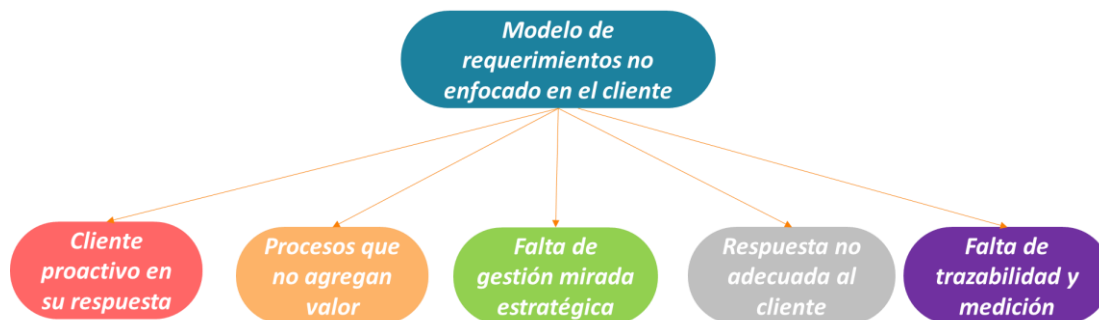 Modelo de
requerimientos no
enfocado en el cliente
Cliente
proactivo en
su respuesta
Procesos que
no agregan
valor
Falta de
gestión mirada
estratégica
Respuesta no
adecuada al
cliente
Falta de
trazabilidad y
medición